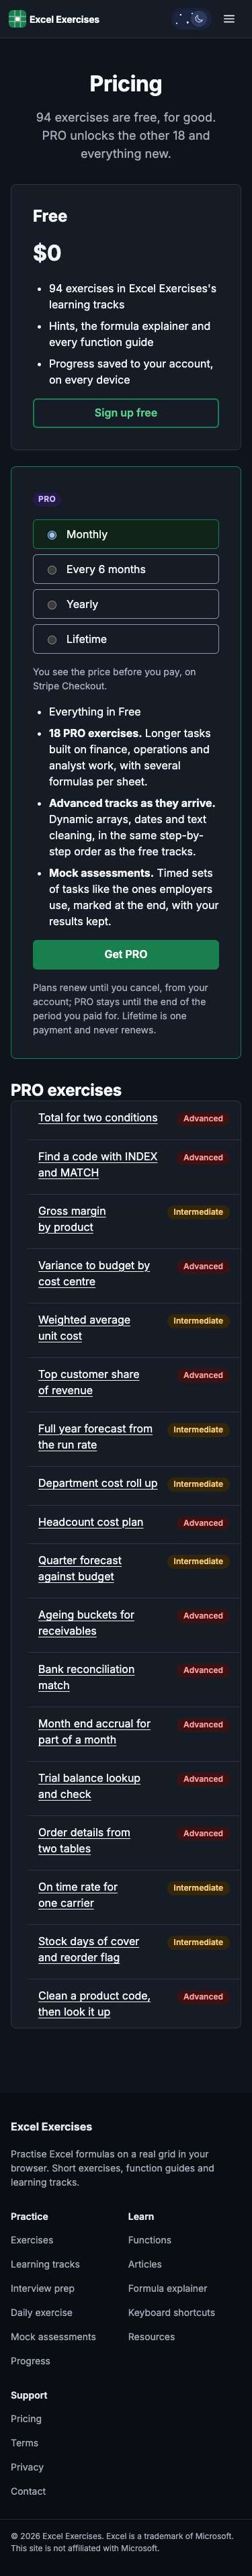 Excel Exercises
Pricing
94 exercises are free, for good.
PRO unlocks the other 18 and
everything new.
Free
$0
• 94 exercises in Excel Exercises's
learning tracks
• Hints, the formula explainer and
every function guide
• Progress saved to your account,
on every device
Sign up free
PRO
Monthly
Every 6 months
Yearly
Lifetime
You see the price before you pay, on
Stripe Checkout.
• Everything in Free
• 18 PRO exercises. Longer tasks
built on finance, operations and
analyst work, with several
formulas per sheet.
• Advanced tracks as they arrive.
Dynamic arrays, dates and text
cleaning, in the same step-by-
step order as the free tracks.
• Mock assessments. Timed sets
of tasks like the ones employers
use, marked at the end, with your
results kept.
Get PRO
Plans renew until you cancel, from your
account; PRO stays until the end of the
period you paid for. Lifetime is one
payment and never renews.
PRO exercises
Total for two conditions Advanced
Find a code with INDEX Advanced
and MATCH
Gross margin Intermediate
by product
Variance to budget by Advanced
cost centre
Weighted average Intermediate
unit cost
Top customer share Advanced
of revenue
Full year forecast from Intermediate
the run rate
Department cost roll up Intermediate
Headcount cost plan Advanced
Quarter forecast Intermediate
against budget
Ageing buckets for Advanced
receivables
Bank reconciliation Advanced
match
Month end accrual for Advanced
part of a month
Trial balance lookup Advanced
and check
Order details from Advanced
two tables
On time rate for Intermediate
one carrier
Stock days of cover Intermediate
and reorder flag
Clean a product code, Advanced
then look it up
Excel Exercises
Practise Excel formulas on a real grid in your
browser. Short exercises, function guides and
learning tracks.
Practice
Exercises
Learning tracks
Interview prep
Daily exercise
Mock assessments
Progress
Learn
Functions
Articles
Formula explainer
Keyboard shortcuts
Resources
Support
Pricing
Terms
Privacy
Contact
© 2026 Excel Exercises. Excel is a trademark of Microsoft.
This site is not affiliated with Microsoft.